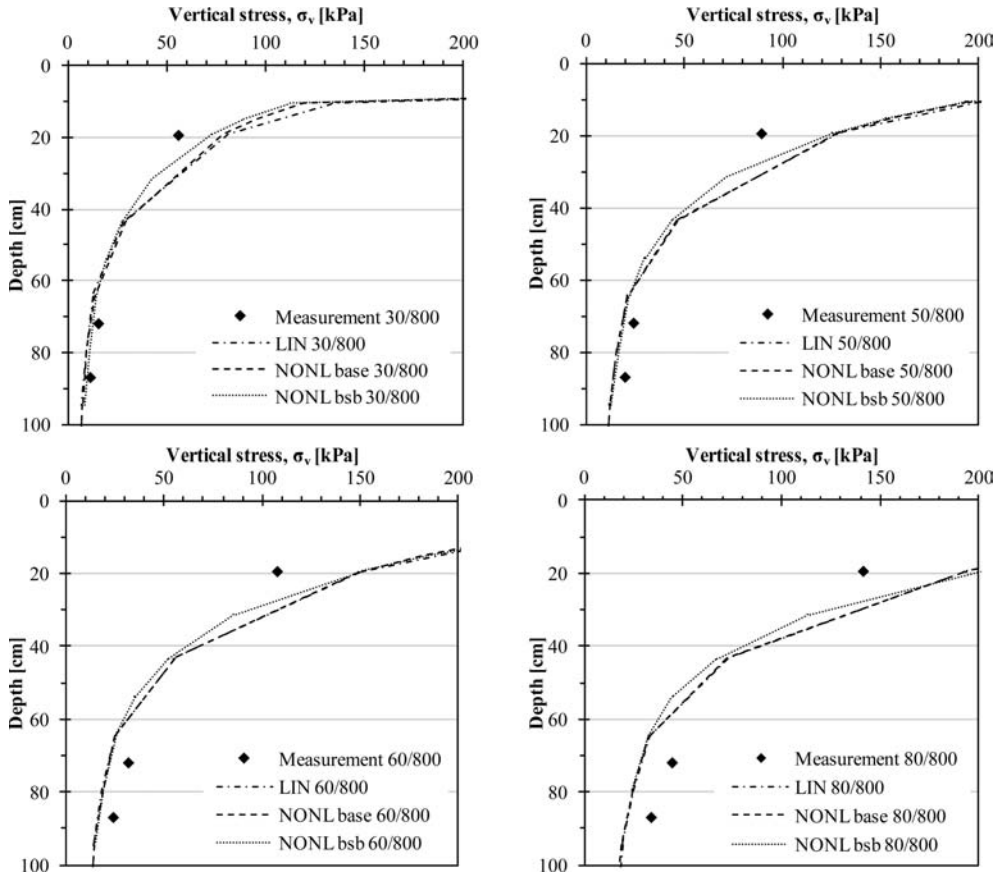 Vertical stress, σv [kPa]
0 50 100 150 200
0
20
40
60
80
100
Depth [cm]
Measurement 30/800
LIN 30/800
NONL base 30/800
NONL bsb 30/800
Vertical stress, σv [kPa]
0 50 100 150 200
0
20
40
60
80
100
Depth [cm]
Measurement 50/800
LIN 50/800
NONL base 50/800
NONL bsb 50/800
Vertical stress, σv [kPa]
0 50 100 150 200
0
20
40
60
80
100
Depth [cm]
Measurement 60/800
LIN 60/800
NONL base 60/800
NONL bsb 60/800
Vertical stress, σv [kPa]
0 50 100 150 200
0
20
40
60
80
100
Depth [cm]
Measurement 80/800
LIN 80/800
NONL base 80/800
NONL bsb 80/800